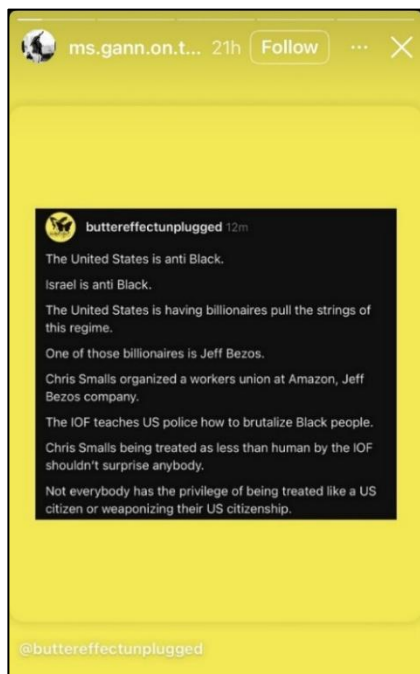 ms.gann.on.t... 21h Follow ...
buttereffectunplugged 12m
The United States is anti Black.
Israel is anti Black.
The United States is having billionaires pull the strings of
this regime.
One of those billionaires is Jeff Bezos.
Chris Smalls organized a workers union at Amazon, Jeff
Bezos company.
The IOF teaches US police how to brutalize Black people.
Chris Smalls being treated as less than human by the IOF
shouldn't surprise anybody.
Not everybody has the privilege of being treated like a US
citizen or weaponizing their US citizenship.
@buttereffectunplugged